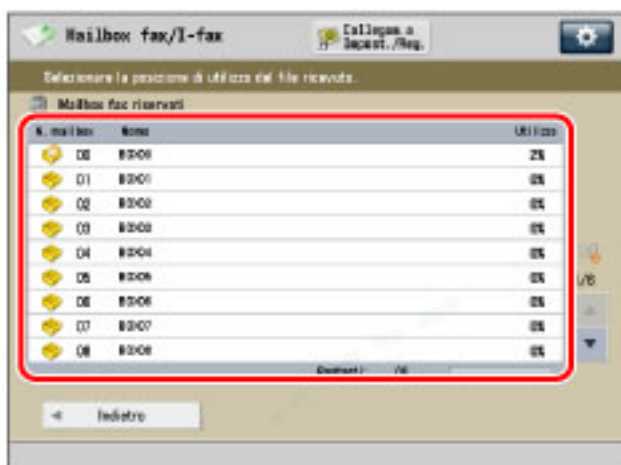 Mailbox fax/I-fax
Collegam.a
Impost./Reg.
Selezionare la posizione di utilizzo del file ricevuto.
Mailbox fax riservati
N. mailbox Nome Utilizzo
00 BOX00 2%
01 BOX01 0%
02 BOX02 0%
03 BOX03 0%
04 BOX04 0%
05 BOX05 0%
06 BOX06 0%
07 BOX07 0%
08 BOX08 0%
1/6
Indietro